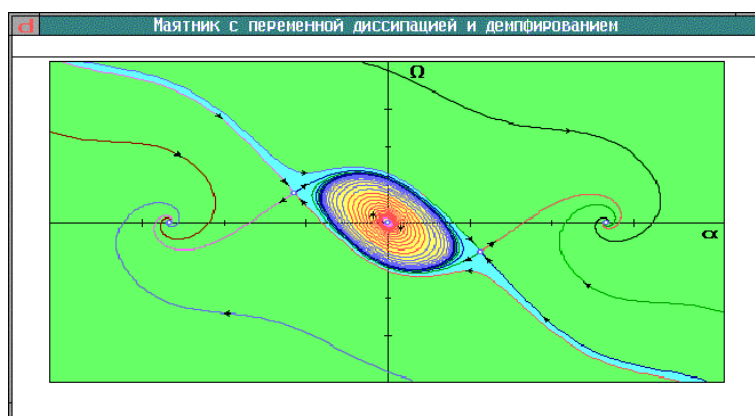 d Маятник с переменной диссипацией и демпфированием
Ω
α